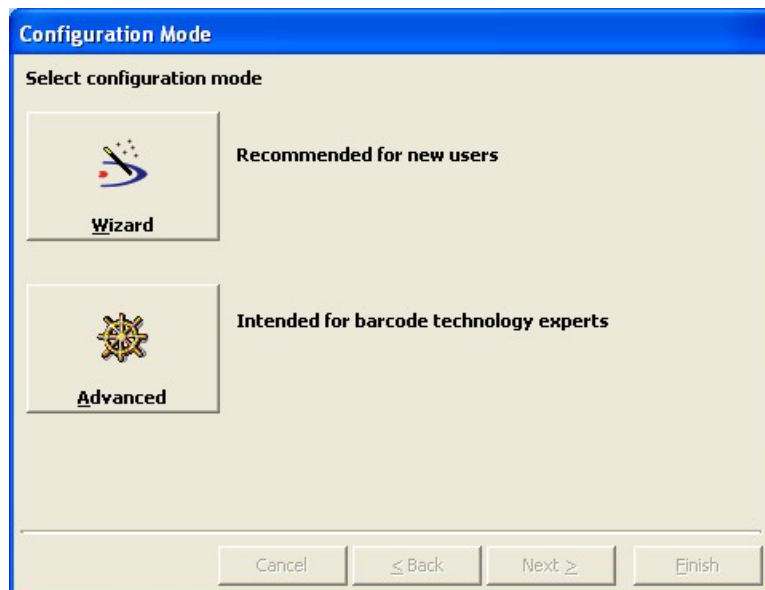 Configuration Mode
Select configuration mode
Recommended for new users
Wizard
Intended for barcode technology experts
Advanced
Cancel
< Back
Next >
Finish